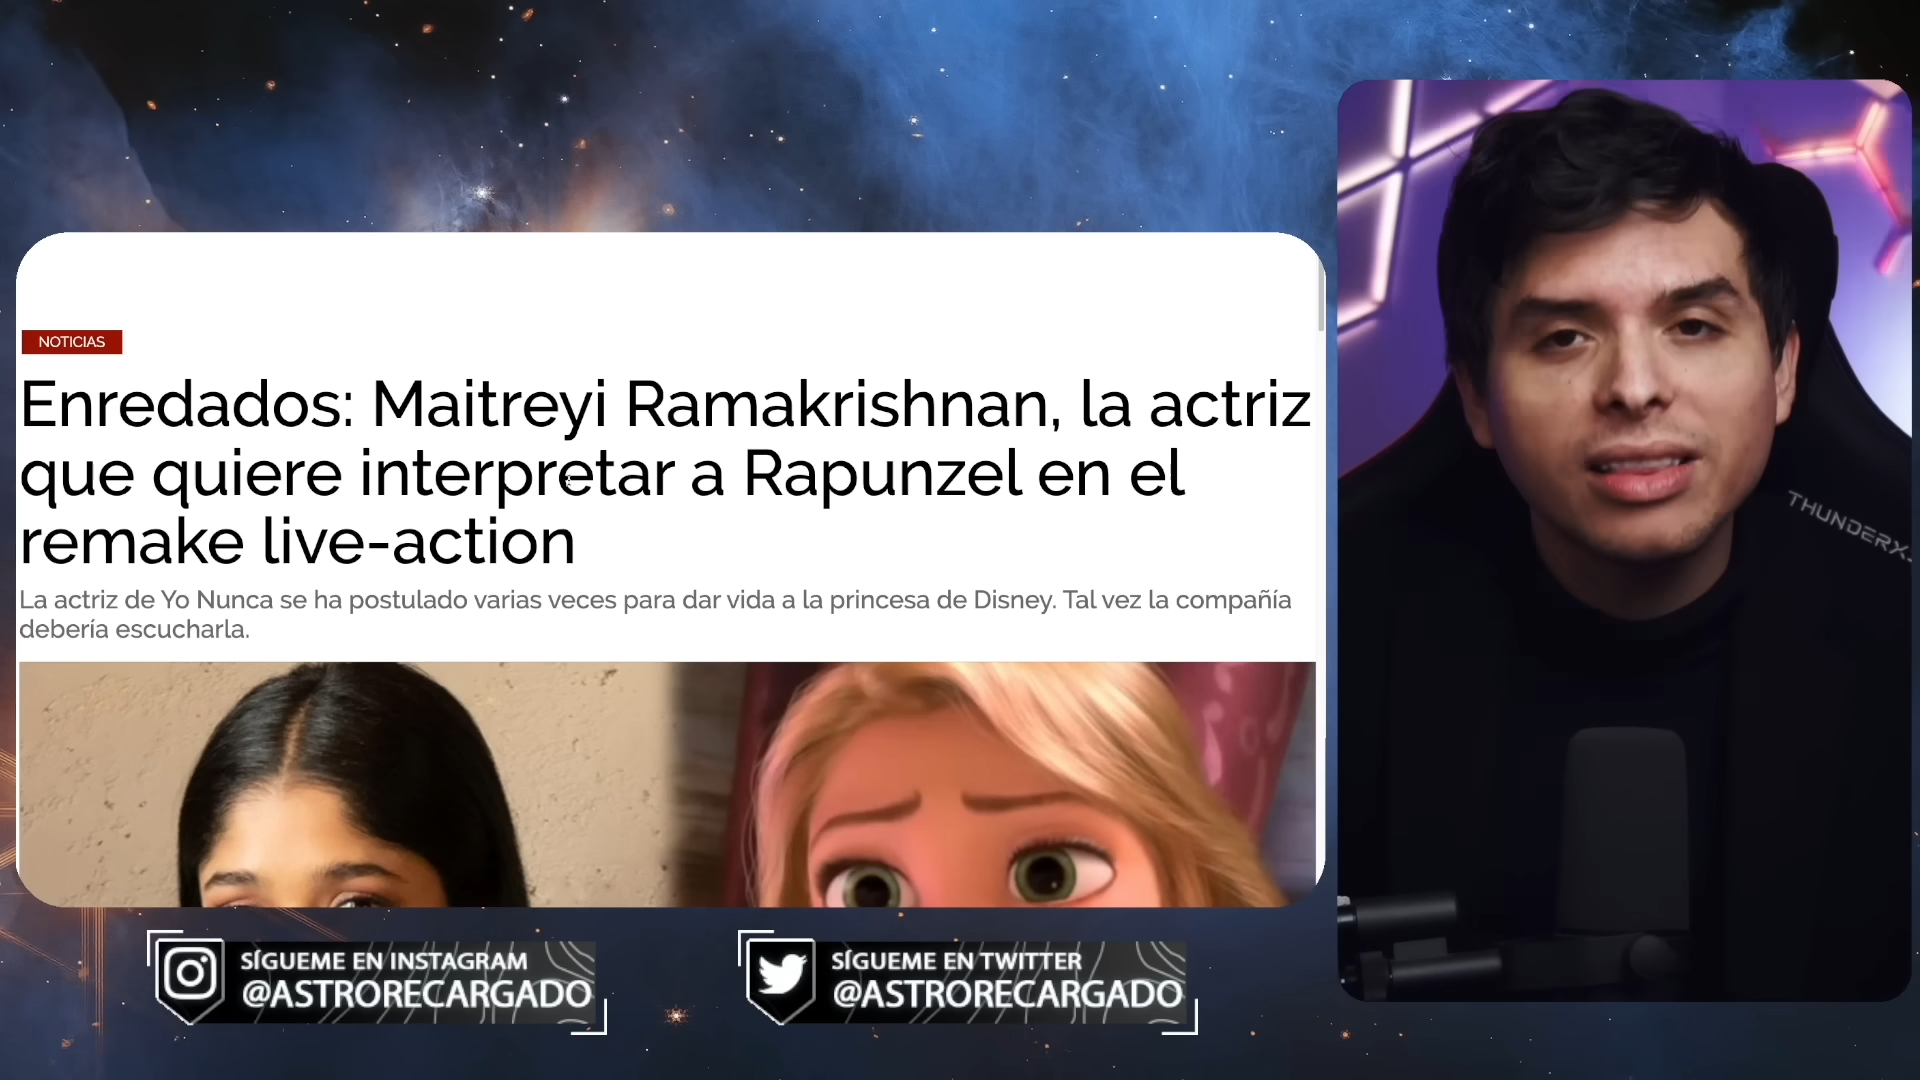 NOTICIAS
Enredados: Maitreyi Ramakrishnan, la actriz
que quiere interpretar a Rapunzel en el
remake live-action
La actriz de Yo Nunca se ha postulado varias veces para dar vida a la princesa de Disney. Tal vez la compañía
debería escucharla.
THUNDERX
SÍGUEME EN INSTAGRAM
@ASTRORECARGADO
SÍGUEME EN TWITTER
@ASTRORECARGADO